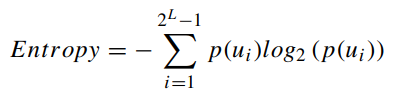 2^L−1
Entropy = − ∑ p(u_i)log_2 (p(u_i))
i=1